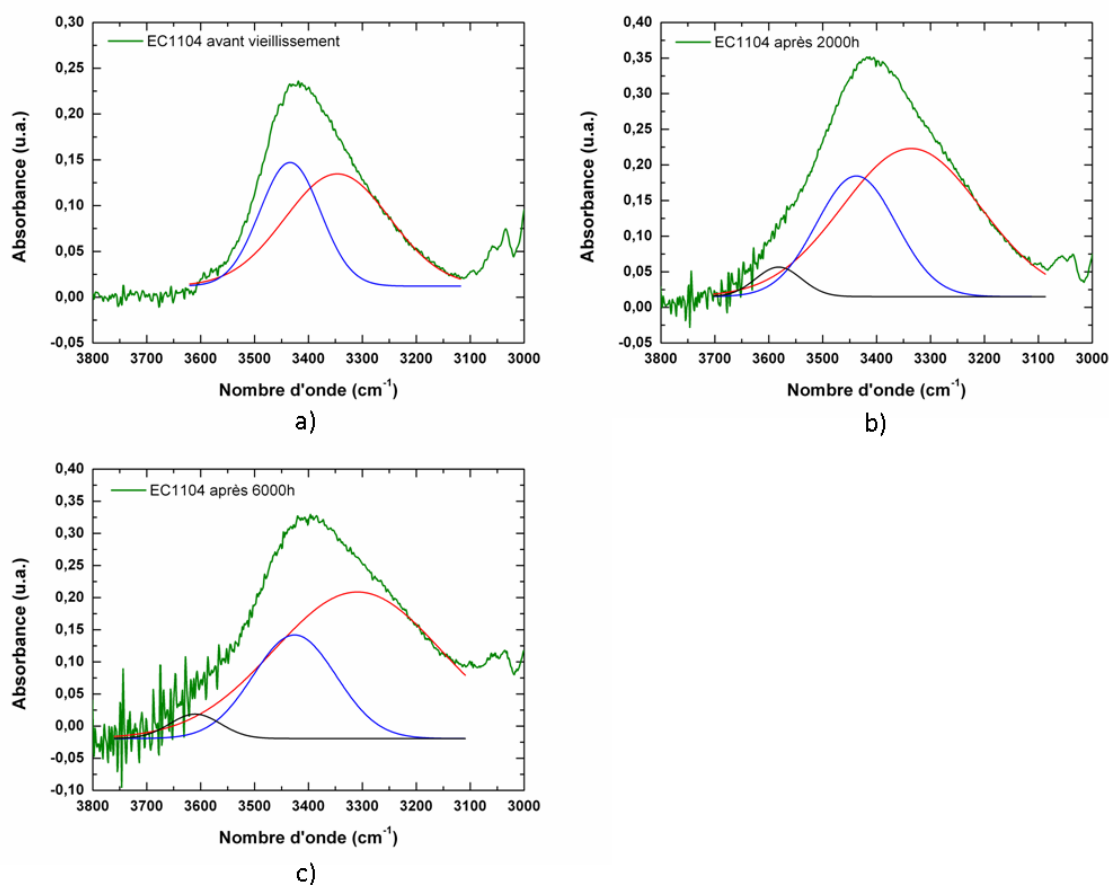 EC1104 avant vieillissement
0,30
0,25
0,20
0,15
0,10
0,05
0,00
-0,05
Absorbance (u.a.)
3800 3700 3600 3500 3400 3300 3200 3100 3000
Nombre d'onde (cm-1)
a)
EC1104 après 2000h
0,40
0,35
0,30
0,25
0,20
0,15
0,10
0,05
0,00
-0,05
Absorbance (u.a.)
3800 3700 3600 3500 3400 3300 3200 3100 3000
Nombre d'onde (cm-1)
b)
EC1104 après 6000h
0,40
0,35
0,30
0,25
0,20
0,15
0,10
0,05
0,00
-0,05
-0,10
Absorbance (u.a.)
3800 3700 3600 3500 3400 3300 3200 3100 3000
Nombre d'onde (cm-1)
c)